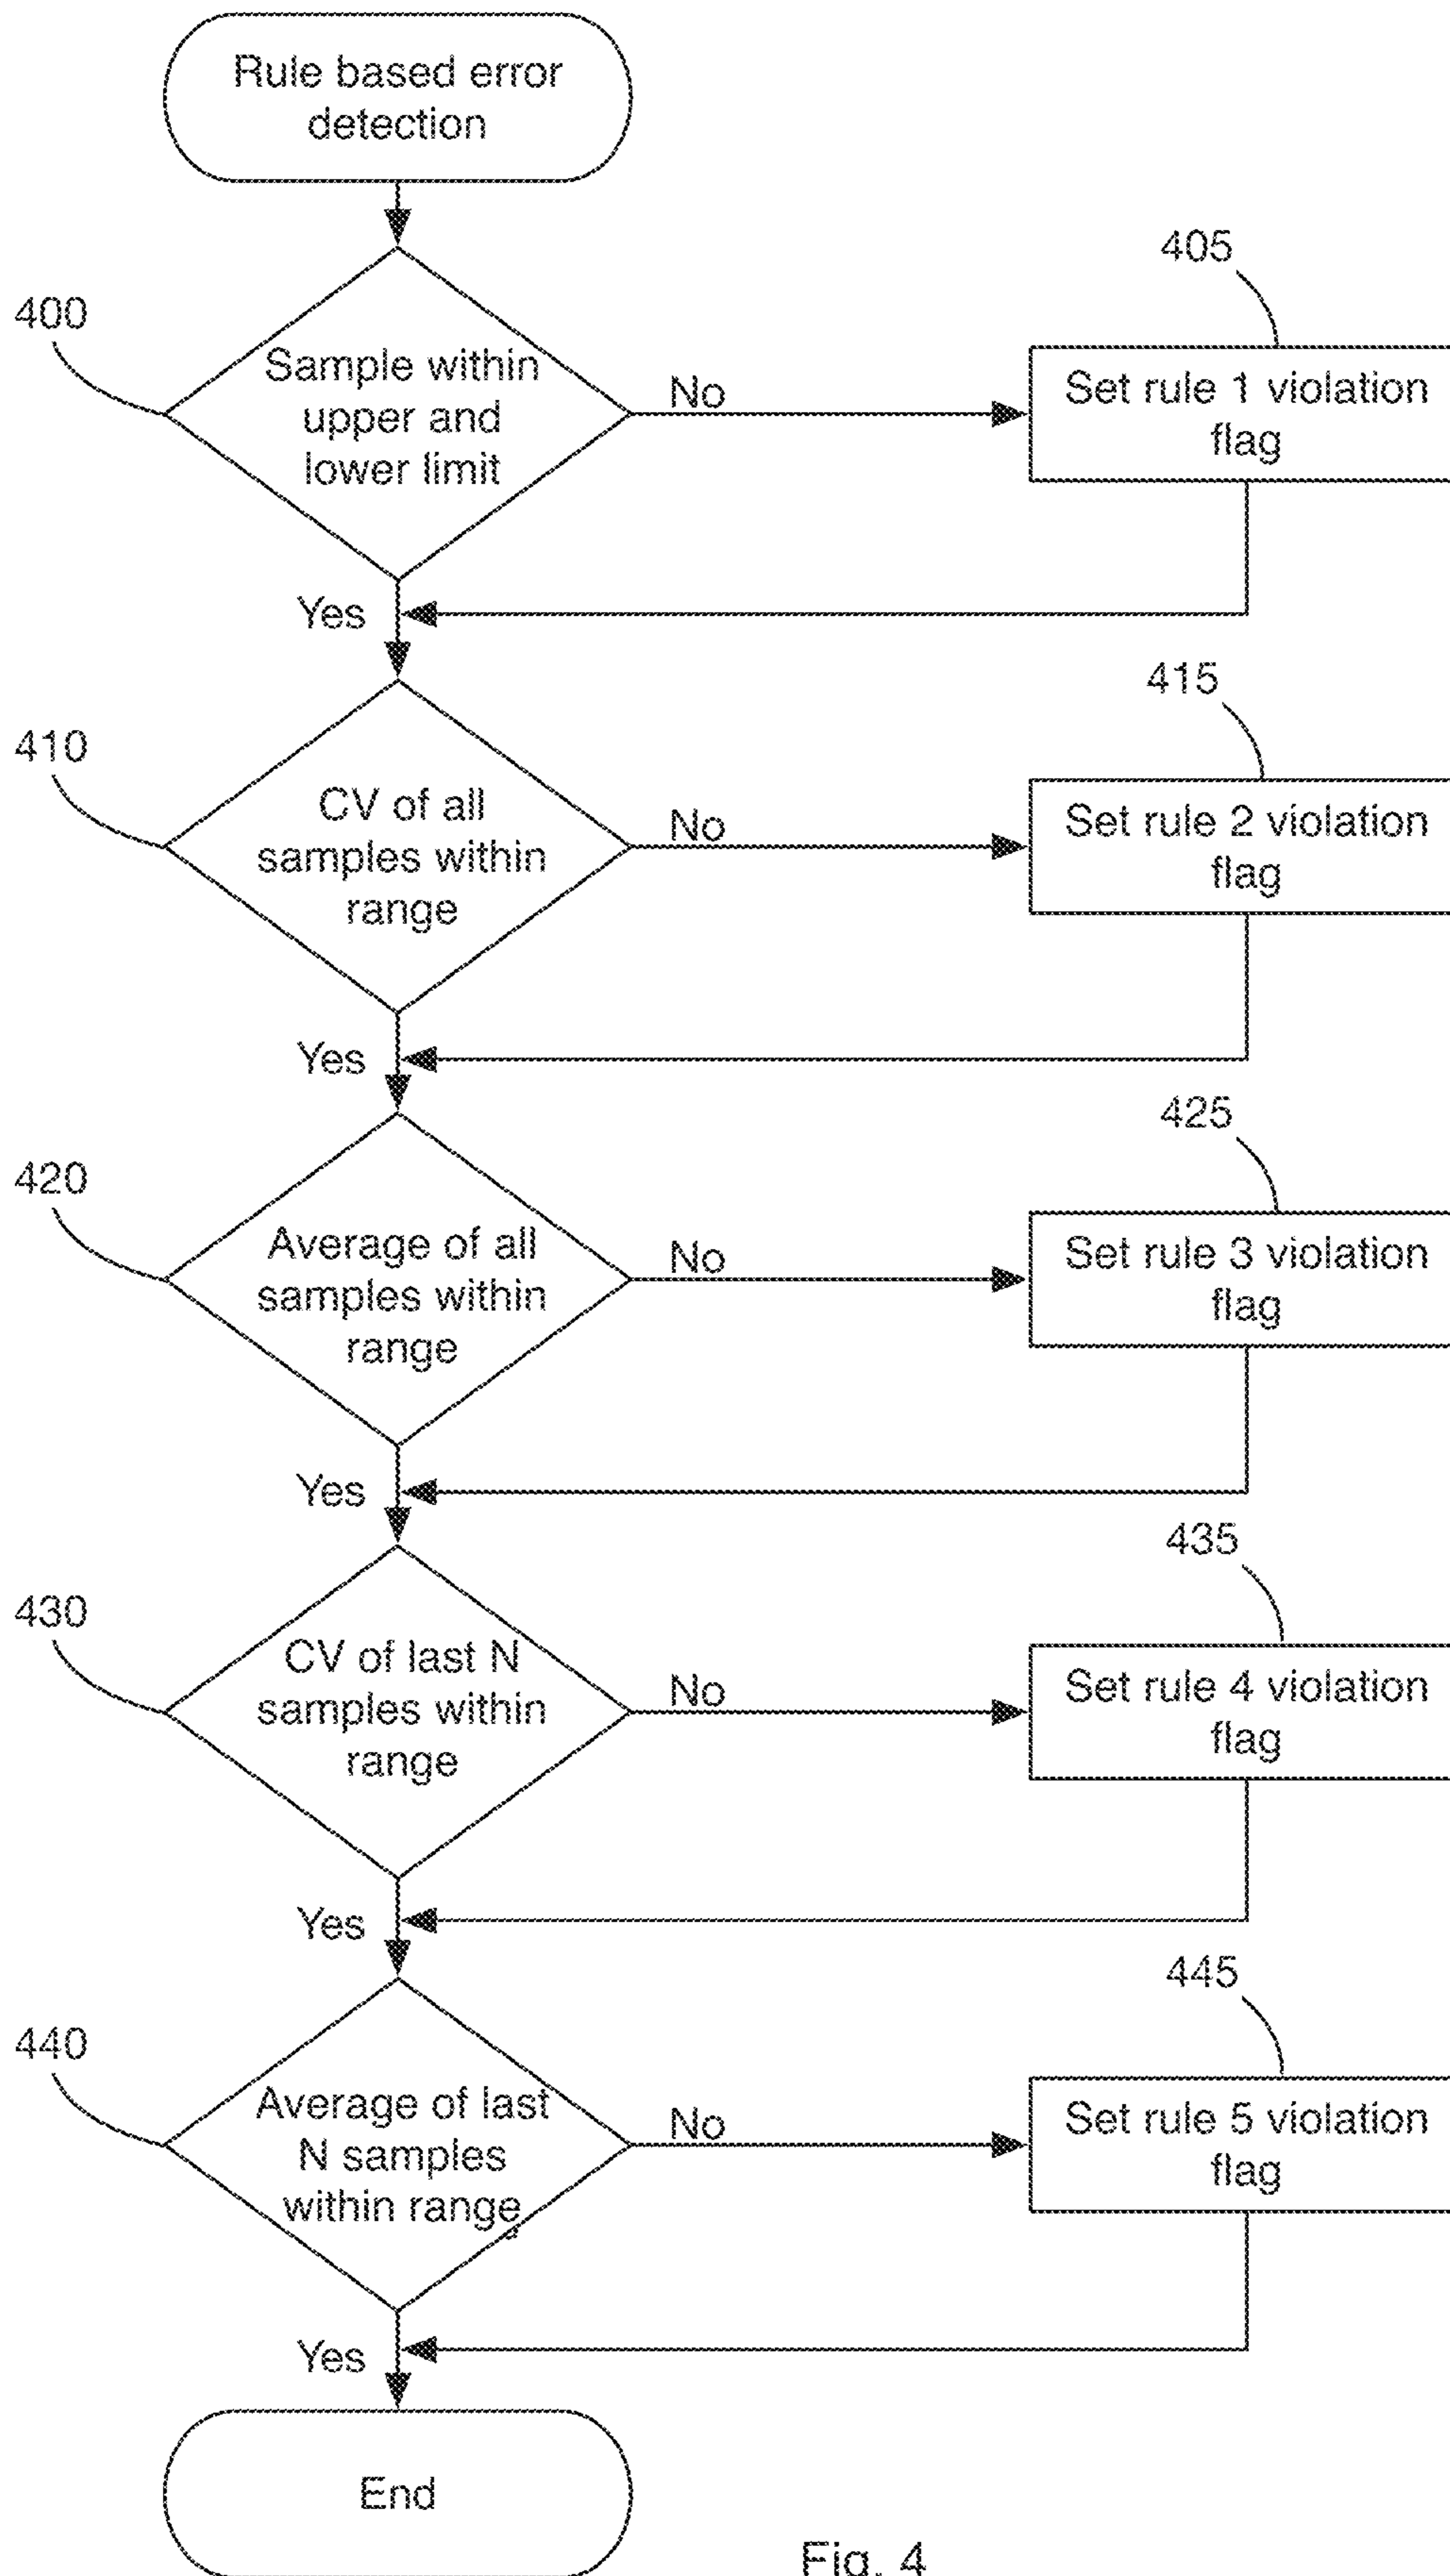 Rule based error
detection
405
400
Sample within
upper and
lower limit
No
Set rule 1 violation
flag
Yes
415
410
CV of all
samples within
range
No
Set rule 2 violation
flag
Yes
425
420
Average of all
samples within
range
No
Set rule 3 violation
flag
Yes
435
430
CV of last N
samples within
range
No
Set rule 4 violation
flag
Yes
445
440
Average of last
N samples
within range
No
Set rule 5 violation
flag
Yes
End
Fig. 4